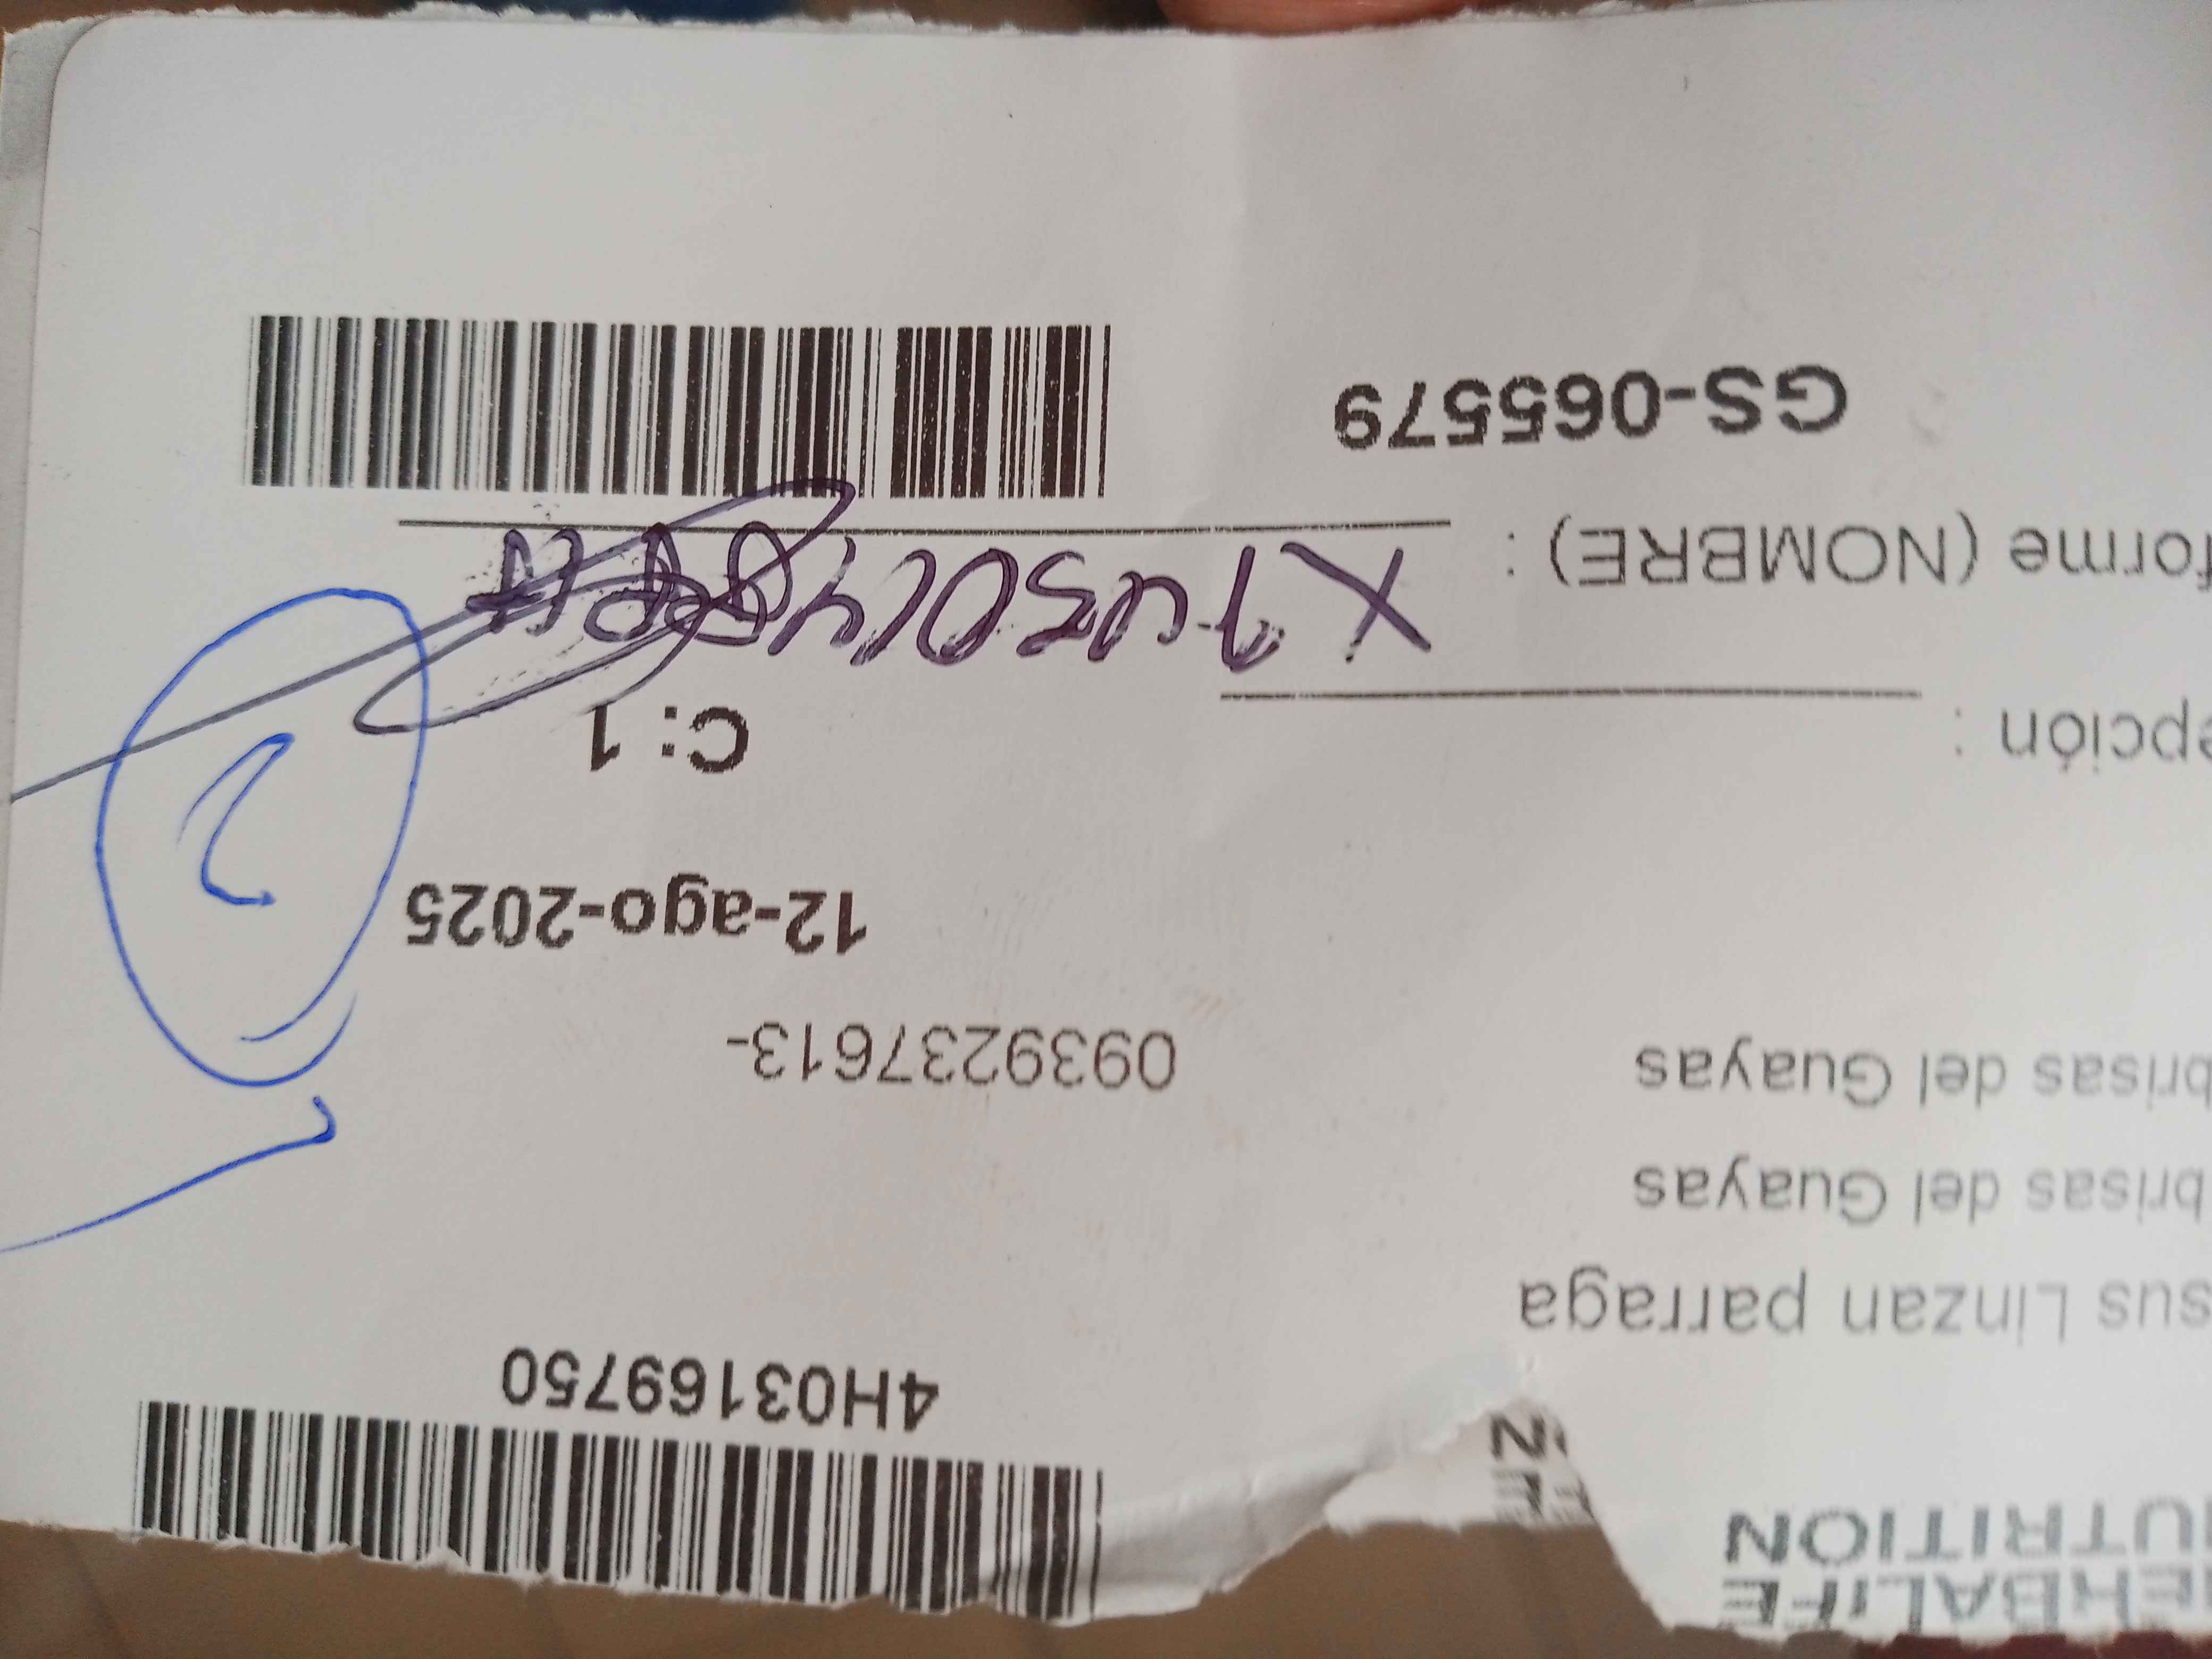 ERBALIFE
UTRITION
4H03169750
sus Linzan parraga
brisas del Guayas
brisas del Guayas
0939237613-
12-ago-2025
epción :
C: 1
forme (NOMBRE) :
X
GS-065579